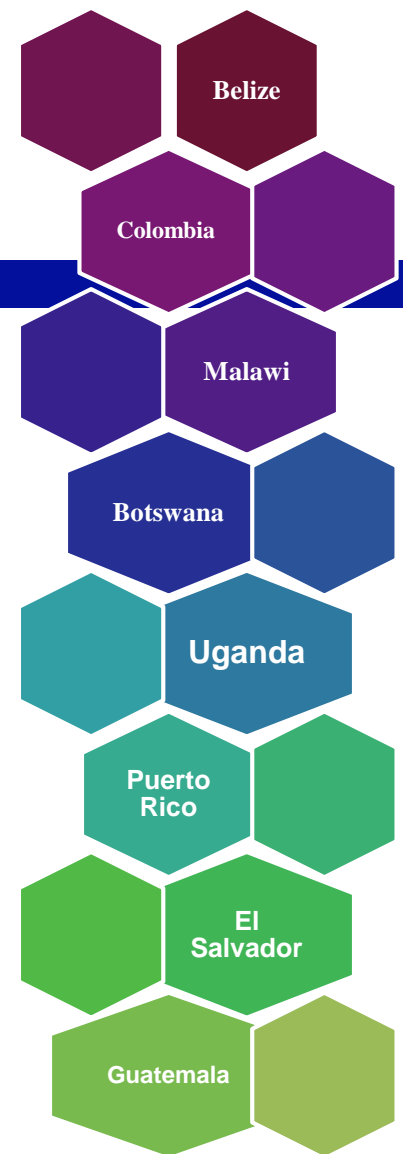 Belize
Colombia
Malawi
Botswana
Uganda
Puerto
Rico
El
Salvador
Guatemala